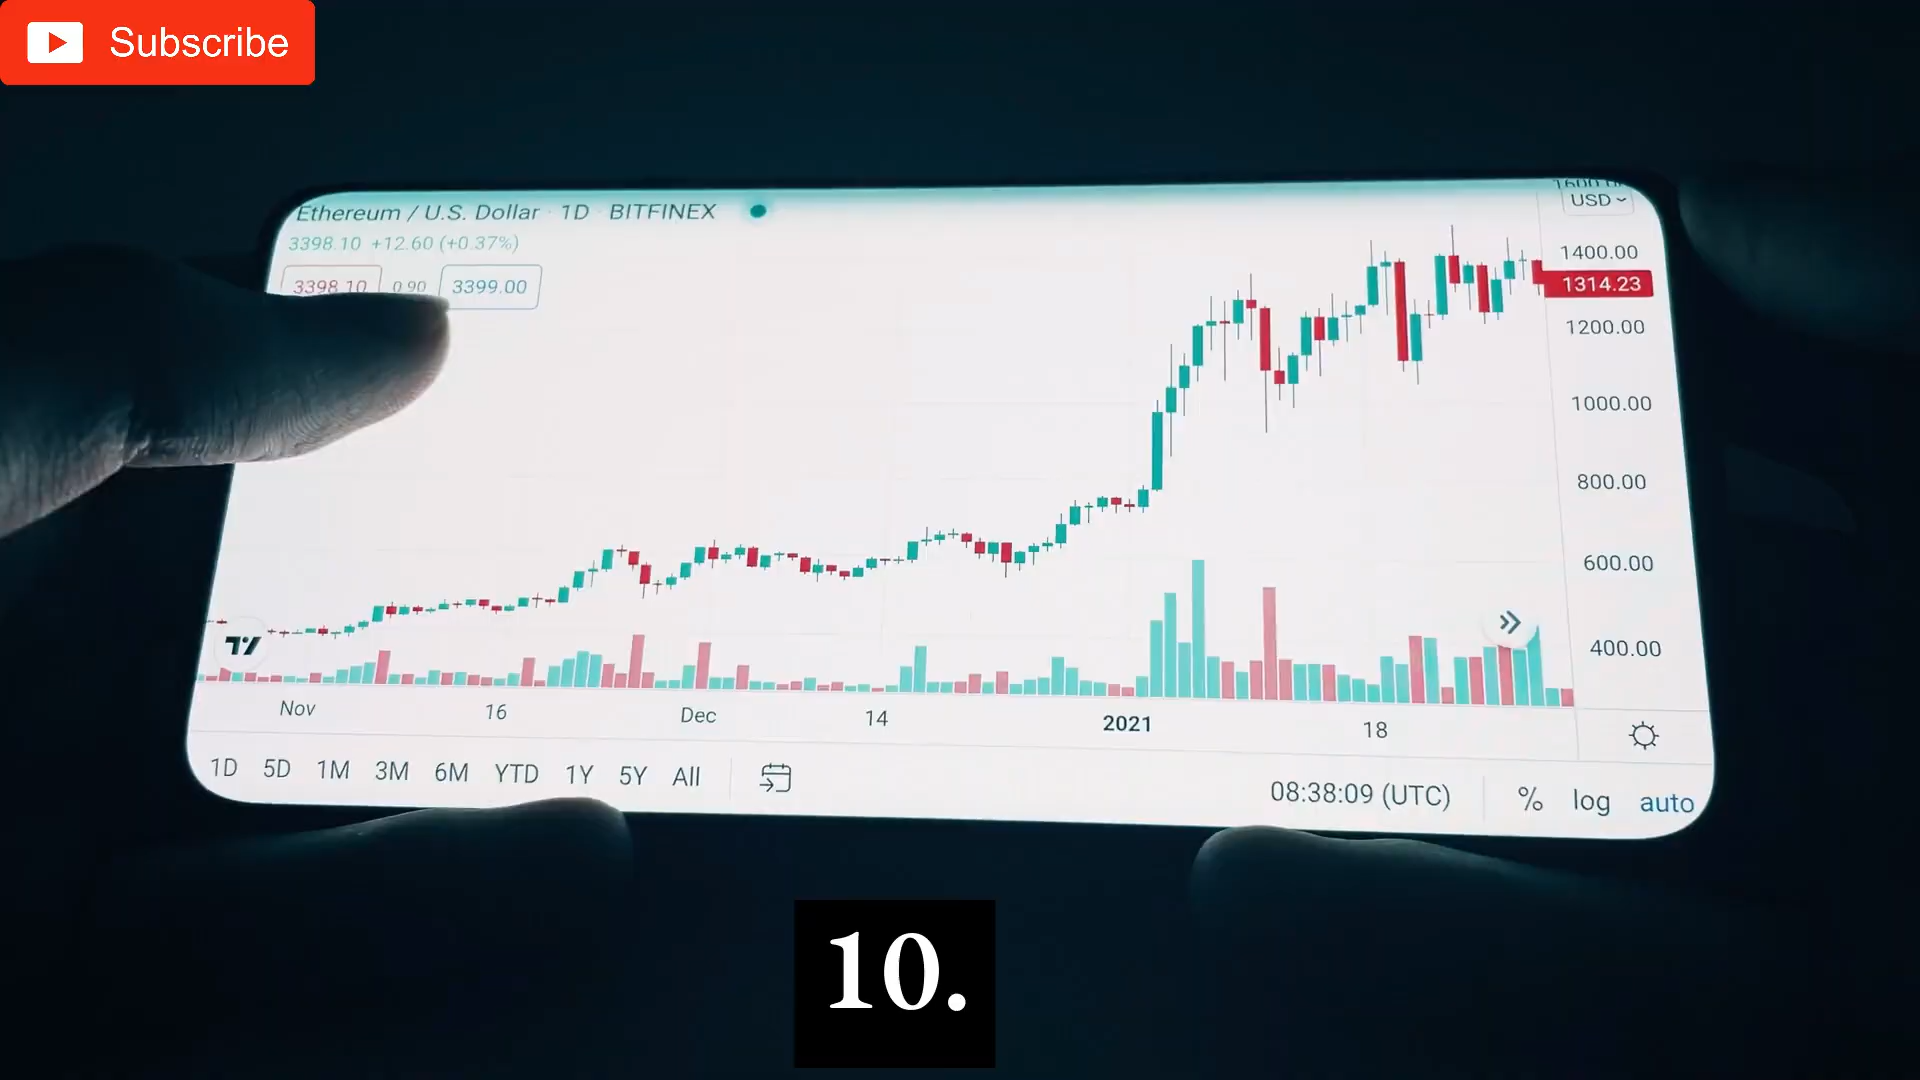 Subscribe
Ethereum / U.S. Dollar · 1D · BITFINEX
3398.10 +12.60 (+0.37%)
3398.10 0.90 3399.00
USD
1400.00
1314.23
1200.00
1000.00
800.00
600.00
400.00
Nov 16 Dec 14 2021 18
1D 5D 1M 3M 6M YTD 1Y 5Y All
08:38:09 (UTC) % log auto
10.